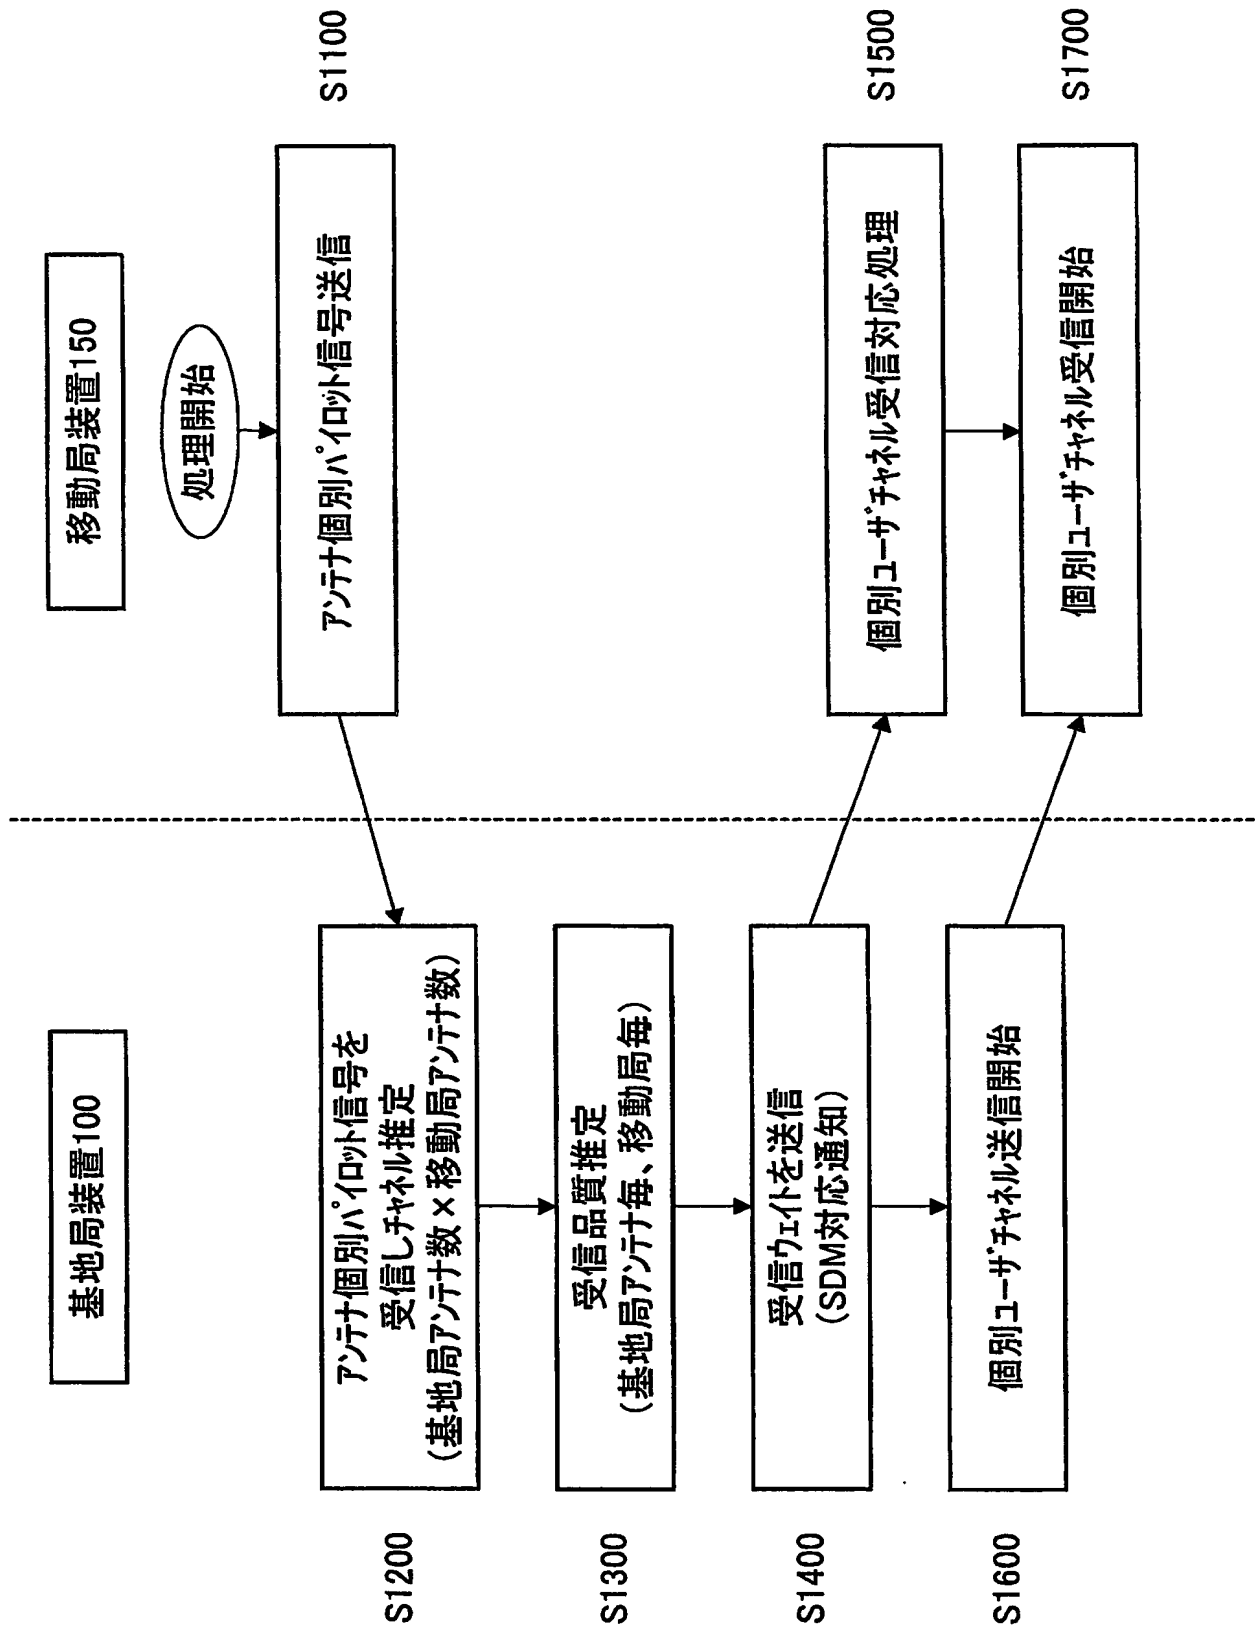 基地局装置100
移動局装置150
処理開始
アンテナ個別パイロット信号送信
S1100
S1200
アンテナ個別パイロット信号を
受信しチャネル推定
(基地局アンテナ数×移動局アンテナ数)
S1300
受信品質推定
(基地局アンテナ毎、移動局毎)
S1400
受信ウェイトを送信
(SDM対応通知)
個別ユーザチャネル受信対応処理
S1500
S1600
個別ユーザチャネル送信開始
個別ユーザチャネル受信開始
S1700